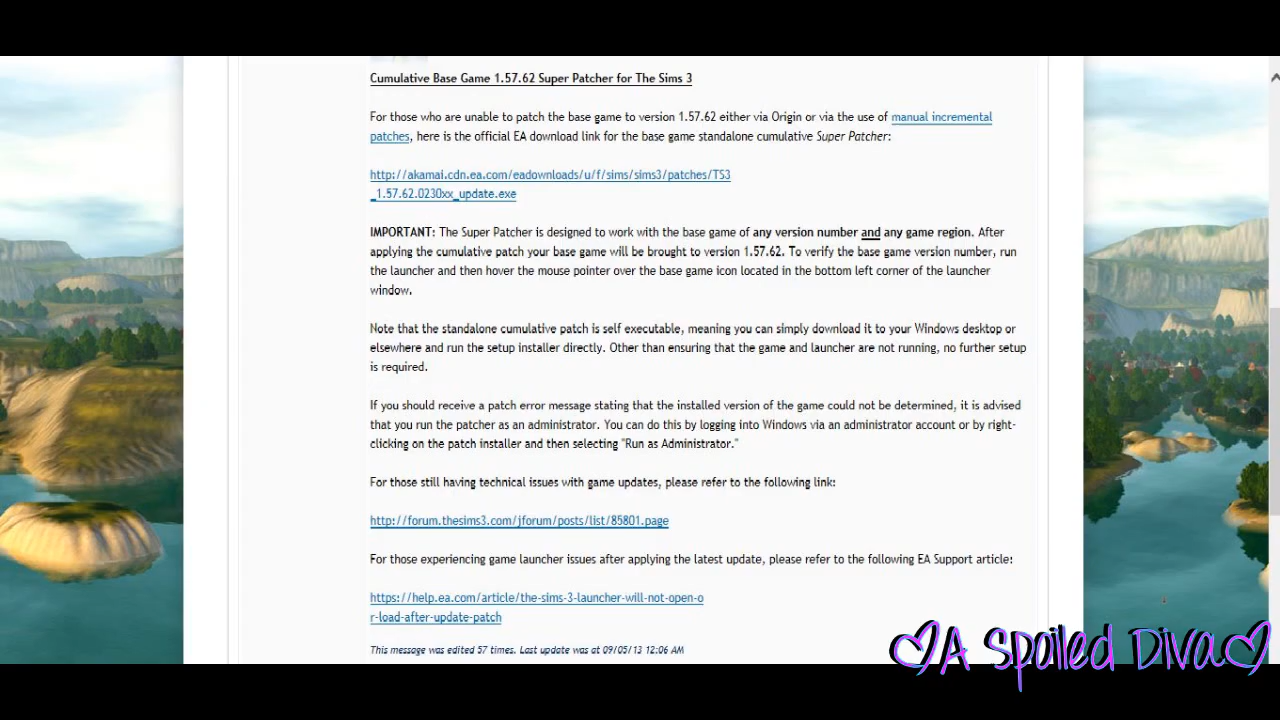 Cumulative Base Game 1.57.62 Super Patcher for The Sims 3
For those who are unable to patch the base game to version 1.57.62 either via Origin or via the use of manual incremental
patches, here is the official EA download link for the base game standalone cumulative Super Patcher:
http://akamai.cdn.ea.com/eadownloads/u/f/sims/sims3/patches/TS3
_1.57.62.0230xx_update.exe
IMPORTANT: The Super Patcher is designed to work with the base game of any version number and any game region. After
applying the cumulative patch your base game will be brought to version 1.57.62. To verify the base game version number, run
the launcher and then hover the mouse pointer over the base game icon located in the bottom left corner of the launcher
window.
Note that the standalone cumulative patch is self executable, meaning you can simply download it to your Windows desktop or
elsewhere and run the setup installer directly. Other than ensuring that the game and launcher are not running, no further setup
is required.
If you should receive a patch error message stating that the installed version of the game could not be determined, it is advised
that you run the patcher as an administrator. You can do this by logging into Windows via an administrator account or by right-
clicking on the patch installer and then selecting "Run as Administrator."
For those still having technical issues with game updates, please refer to the following link:
http://forum.thesims3.com/jforum/posts/list/85801.page
For those experiencing game launcher issues after applying the latest update, please refer to the following EA Support article:
https://help.ea.com/article/the-sims-3-launcher-will-not-open-o
r-load-after-update-patch
This message was edited 57 times. Last update was at 09/05/13 12:06 AM
A Spoiled Diva